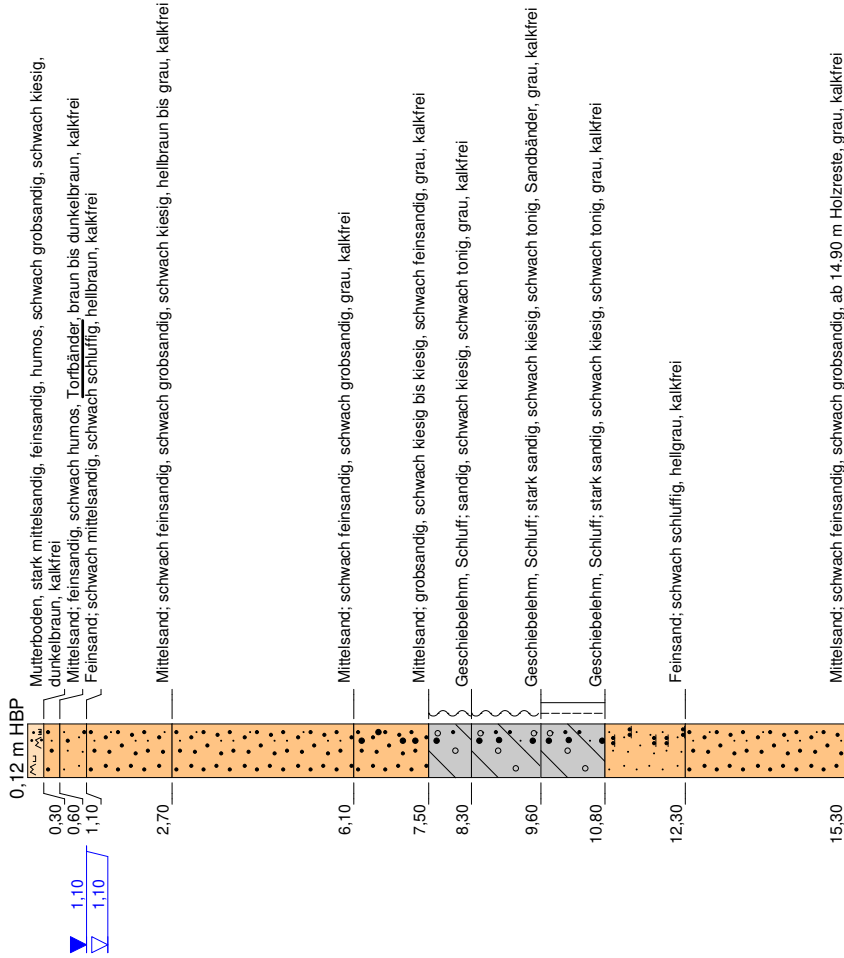 0,12 m HBP
Mutterboden, stark mittelsandig, feinsandig, humos, schwach grobsandig, schwach kiesig,
dunkelbraun, kalkfrei
0,30
Mittelsand; feinsandig, schwach humos, Torfbänder, braun bis dunkelbraun, kalkfrei
0,60
Feinsand; schwach mittelsandig, schwach schluffig, hellbraun, kalkfrei
1,10
1,10
1,10
Mittelsand; schwach feinsandig, schwach grobsandig, schwach kiesig, hellbraun bis grau, kalkfrei
2,70
Mittelsand; schwach feinsandig, schwach grobsandig, grau, kalkfrei
6,10
Mittelsand; grobsandig, schwach kiesig bis kiesig, schwach feinsandig, grau, kalkfrei
7,50
Geschiebelehm, Schluff; sandig, schwach kiesig, schwach tonig, grau, kalkfrei
8,30
Geschiebelehm, Schluff; stark sandig, schwach kiesig, schwach tonig, Sandbänder, grau, kalkfrei
9,60
Geschiebelehm, Schluff; stark sandig, schwach kiesig, schwach tonig, grau, kalkfrei
10,80
Feinsand; schwach schluffig, hellgrau, kalkfrei
12,30
Mittelsand; schwach feinsandig, schwach grobsandig, ab 14.90 m Holzreste, grau, kalkfrei
15,30